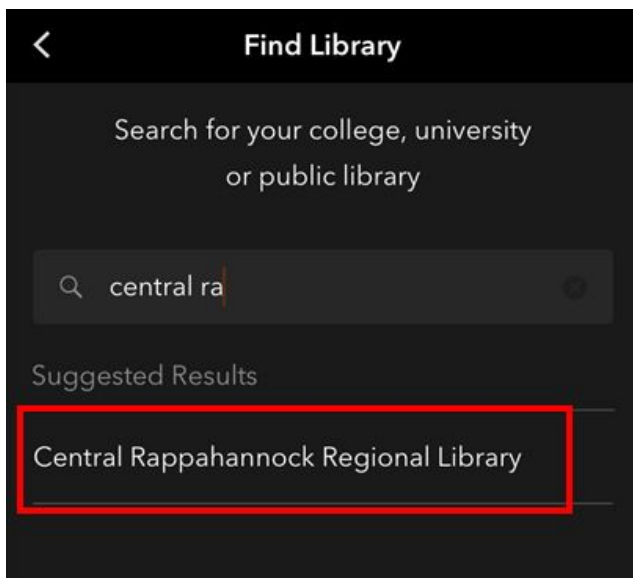 Find Library
Search for your college, university
or public library
central ra
Suggested Results
Central Rappahannock Regional Library